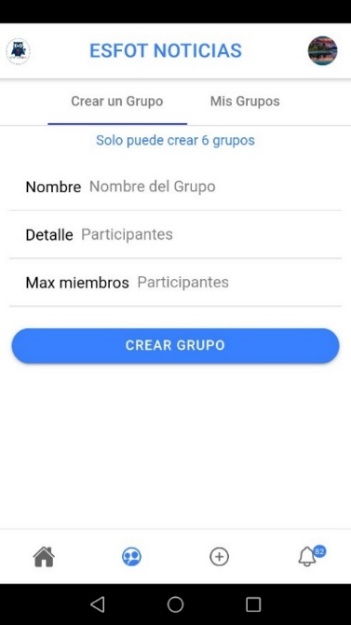 ESFOT NOTICIAS
Crear un Grupo Mis Grupos
Solo puede crear 6 grupos
Nombre Nombre del Grupo
Detalle Participantes
Max miembros Participantes
CREAR GRUPO
62